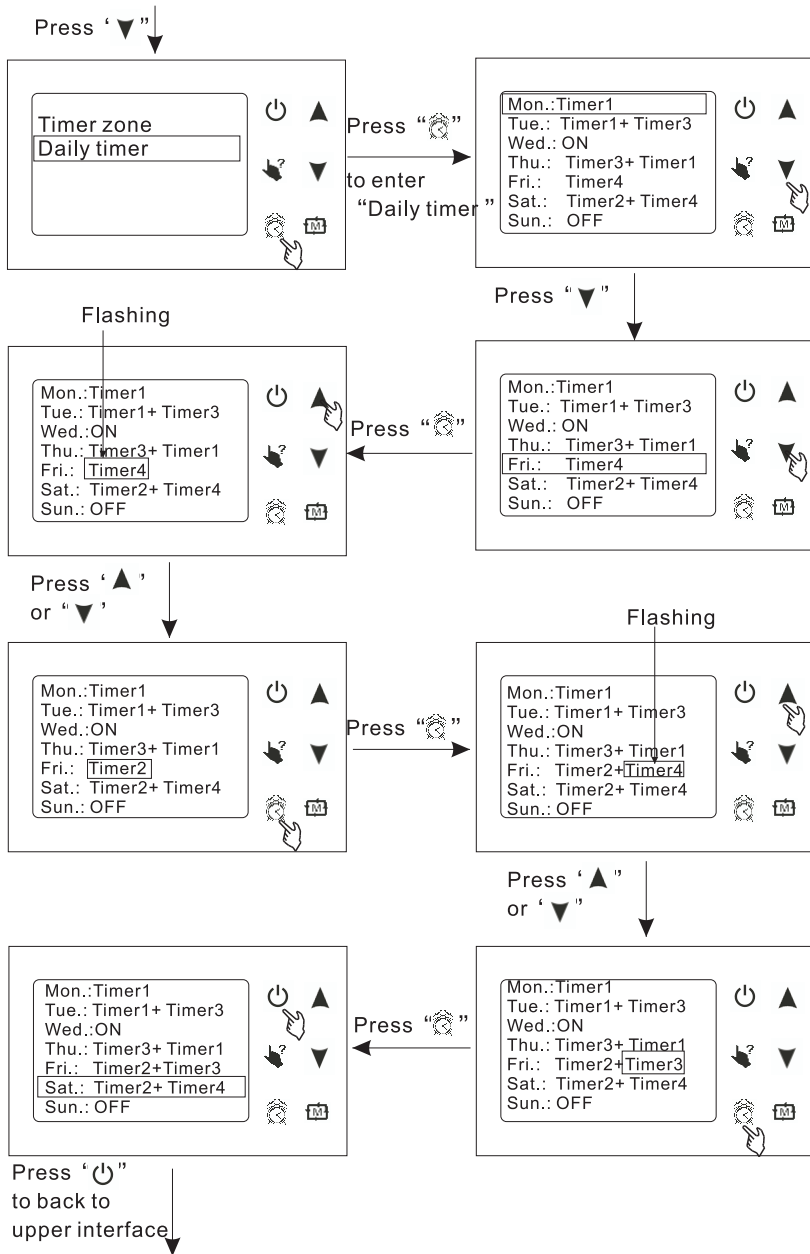 Press ‘▼”
Timer zone
Daily timer
?
M
Press “ ”
to enter
“Daily timer ”
Mon.:Timer1
Tue.: Timer1+ Timer3
Wed.: ON
Thu.: Timer3+ Timer1
Fri.: Timer4
Sat.: Timer2+ Timer4
Sun.: OFF
?
M
Press “ ▼ ”
Mon.:Timer1
Tue.: Timer1+ Timer3
Wed.: ON
Thu.: Timer3+ Timer1
Fri.: Timer4
Sat.: Timer2+ Timer4
Sun.: OFF
?
M
Press “ ”
Flashing
Mon.:Timer1
Tue.: Timer1+ Timer3
Wed.:ON
Thu.: Timer3+ Timer1
Fri.: Timer4
Sat.: Timer2+ Timer4
Sun.: OFF
?
M
Press ‘ ▲ ’
or “ ▼ ’
Mon.:Timer1
Tue.: Timer1+ Timer3
Wed.:ON
Thu.: Timer3+ Timer1
Fri.: Timer2
Sat.: Timer2+ Timer4
Sun.: OFF
?
M
Press “ ”
Flashing
Mon.:Timer1
Tue.: Timer1+ Timer3
Wed.:ON
Thu.: Timer3+ Timer1
Fri.: Timer2+Timer4
Sat.: Timer2+ Timer4
Sun.: OFF
?
M
Press ‘ ▲ ”
or ‘ ▼ ”
Mon.:Timer1
Tue.: Timer1+ Timer3
Wed.:ON
Thu.: Timer3+ Timer1
Fri.: Timer2+Timer3
Sat.: Timer2+ Timer4
Sun.: OFF
?
M
Press “ ”
Mon.:Timer1
Tue.: Timer1+ Timer3
Wed.:ON
Thu.: Timer3+ Timer1
Fri.: Timer2+Timer3
Sat.: Timer2+ Timer4
Sun.: OFF
?
M
Press ‘⏻”
to back to
upper interface